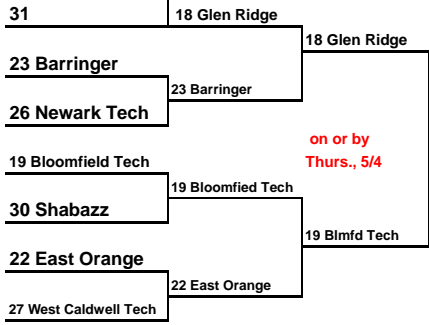 31
18 Glen Ridge
18 Glen Ridge
23 Barringer
23 Barringer
26 Newark Tech
on or by
Thurs., 5/4
19 Bloomfield Tech
19 Bloomfied Tech
30 Shabazz
19 Blmfd Tech
22 East Orange
22 East Orange
27 West Caldwell Tech